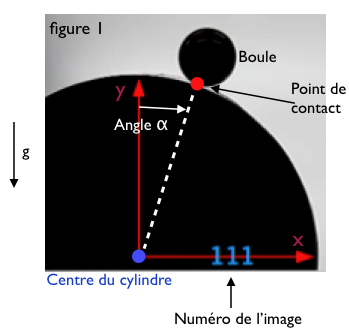 figure 1
Boule
y
Point de
contact
Angle α
g
x
111
Centre du cylindre
Numéro de l'image